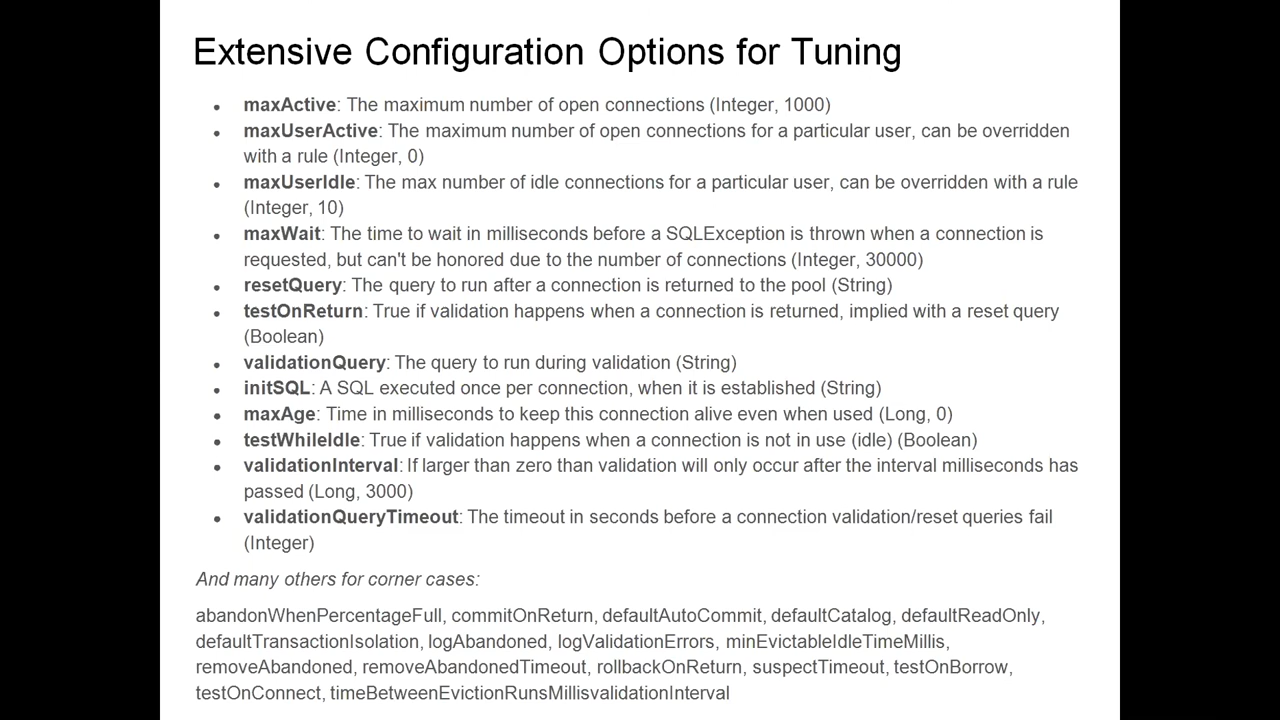 Extensive Configuration Options for Tuning
• maxActive: The maximum number of open connections (Integer, 1000)
• maxUserActive: The maximum number of open connections for a particular user, can be overridden
with a rule (Integer, 0)
• maxUserIdle: The max number of idle connections for a particular user, can be overridden with a rule
(Integer, 10)
• maxWait: The time to wait in milliseconds before a SQLException is thrown when a connection is
requested, but can't be honored due to the number of connections (Integer, 30000)
• resetQuery: The query to run after a connection is returned to the pool (String)
• testOnReturn: True if validation happens when a connection is returned, implied with a reset query
(Boolean)
• validationQuery: The query to run during validation (String)
• initSQL: A SQL executed once per connection, when it is established (String)
• maxAge: Time in milliseconds to keep this connection alive even when used (Long, 0)
• testWhileIdle: True if validation happens when a connection is not in use (idle) (Boolean)
• validationInterval: If larger than zero than validation will only occur after the interval milliseconds has
passed (Long, 3000)
• validationQueryTimeout: The timeout in seconds before a connection validation/reset queries fail
(Integer)
And many others for corner cases:
abandonWhenPercentageFull, commitOnReturn, defaultAutoCommit, defaultCatalog, defaultReadOnly,
defaultTransactionIsolation, logAbandoned, logValidationErrors, minEvictableIdleTimeMillis,
removeAbandoned, removeAbandonedTimeout, rollbackOnReturn, suspectTimeout, testOnBorrow,
testOnConnect, timeBetweenEvictionRunsMillisvalidationInterval